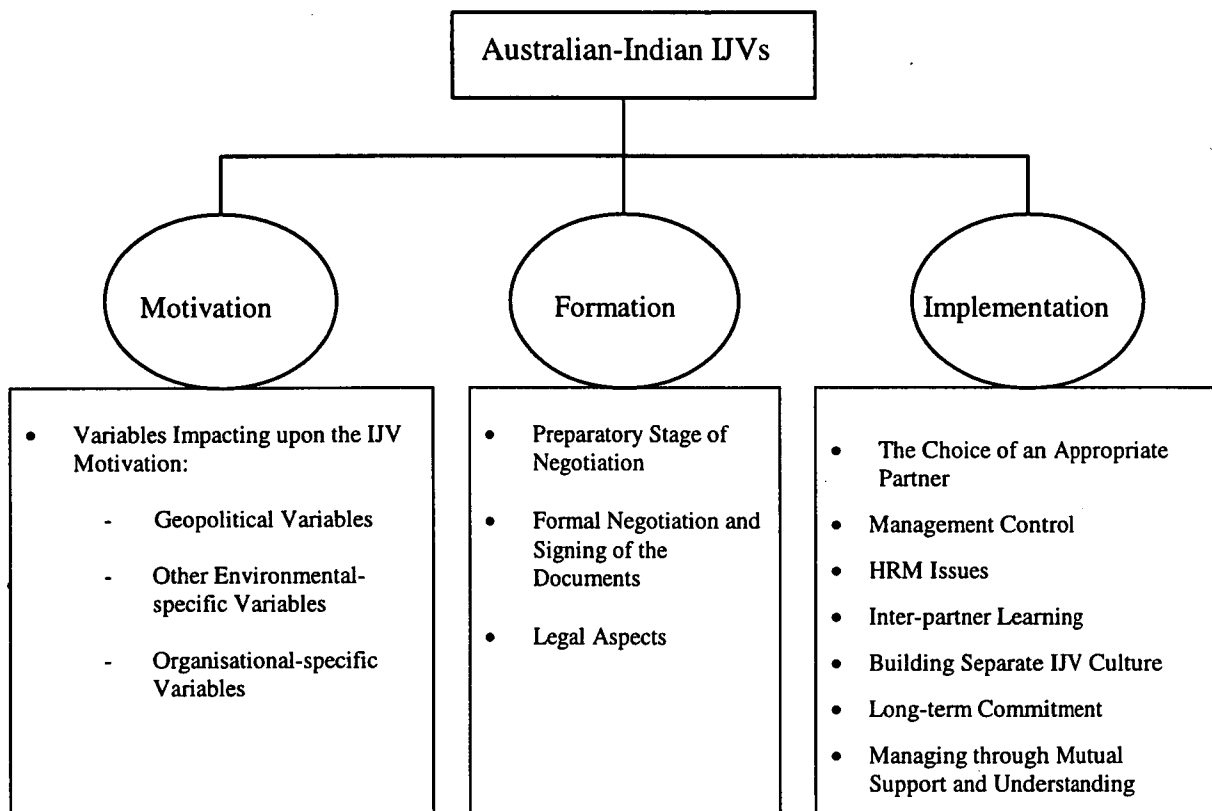 Australian-Indian IJVs
Motivation
Formation
Implementation
• Variables Impacting upon the IJV
Motivation:
- Geopolitical Variables
- Other Environmental-
specific Variables
- Organisational-specific
Variables
• Preparatory Stage of
Negotiation
• Formal Negotiation and
Signing of the
Documents
• Legal Aspects
• The Choice of an Appropriate
Partner
• Management Control
• HRM Issues
• Inter-partner Learning
• Building Separate IJV Culture
• Long-term Commitment
• Managing through Mutual
Support and Understanding